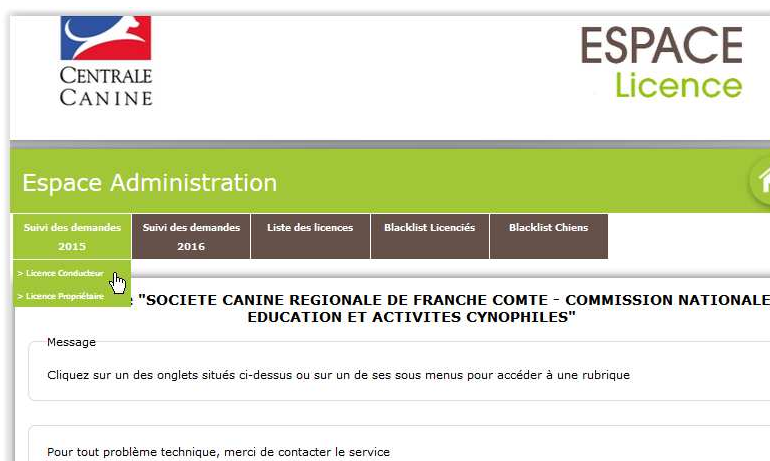 CENTRALE
CANINE
ESPACE
Licence
Espace Administration
Suivi des demandes
2015
Suivi des demandes
2016
Liste des licences
Blacklist Licenciés
Blacklist Chiens
> Licence Conducteur
> Licence Propriétaire
"SOCIETE CANINE REGIONALE DE FRANCHE COMTE - COMMISSION NATIONALE
EDUCATION ET ACTIVITES CYNOPHILES"
Message
Cliquez sur un des onglets situés ci-dessus ou sur un de ses sous menus pour accéder à une rubrique
Pour tout problème technique, merci de contacter le service